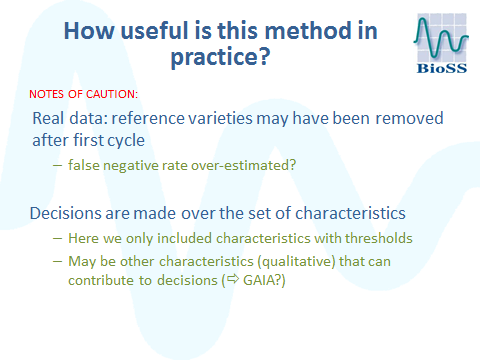 How useful is this method in
practice?
BioSS
NOTES OF CAUTION:
Real data: reference varieties may have been removed
after first cycle
– false negative rate over-estimated?
Decisions are made over the set of characteristics
– Here we only included characteristics with thresholds
– May be other characteristics (qualitative) that can
contribute to decisions (⇨ GAIA?)